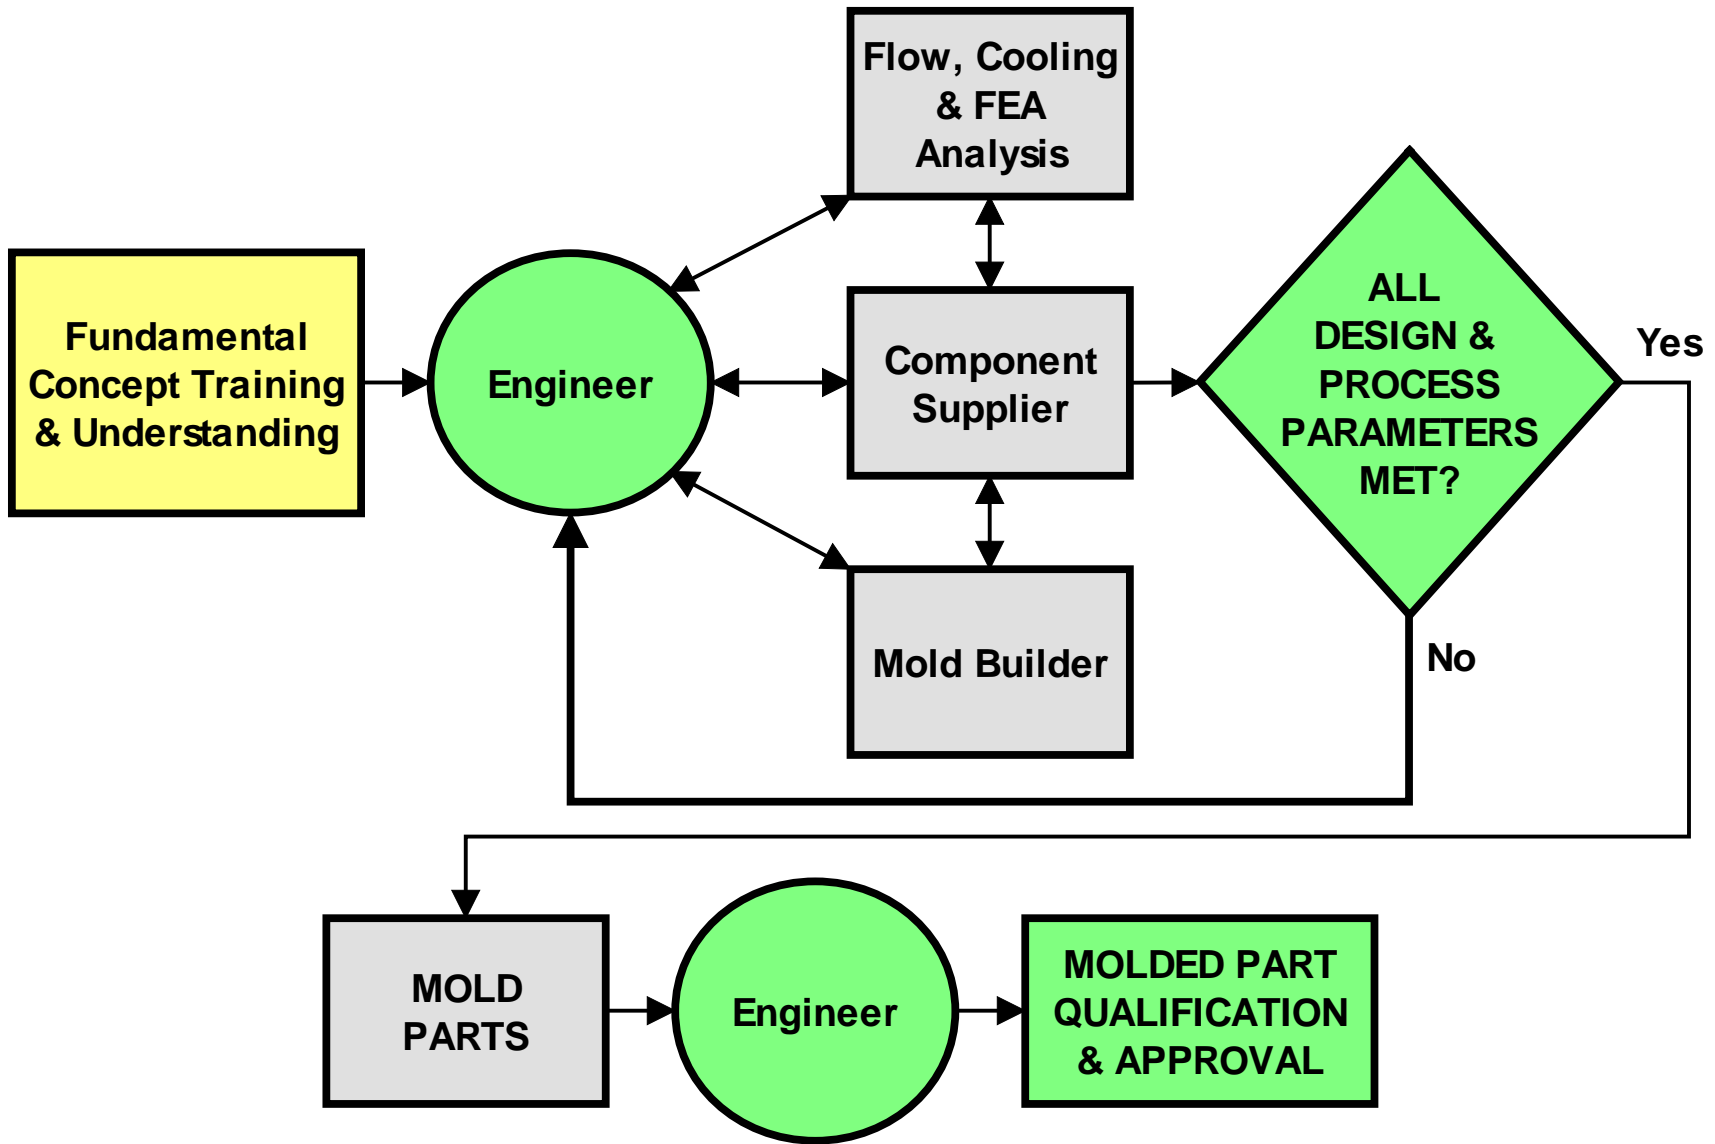 Flow, Cooling
& FEA
Analysis
Fundamental
Concept Training
& Understanding
Engineer
Component
Supplier
ALL
DESIGN &
PROCESS
PARAMETERS
MET?
Yes
Mold Builder
No
MOLD
PARTS
Engineer
MOLDED PART
QUALIFICATION
& APPROVAL